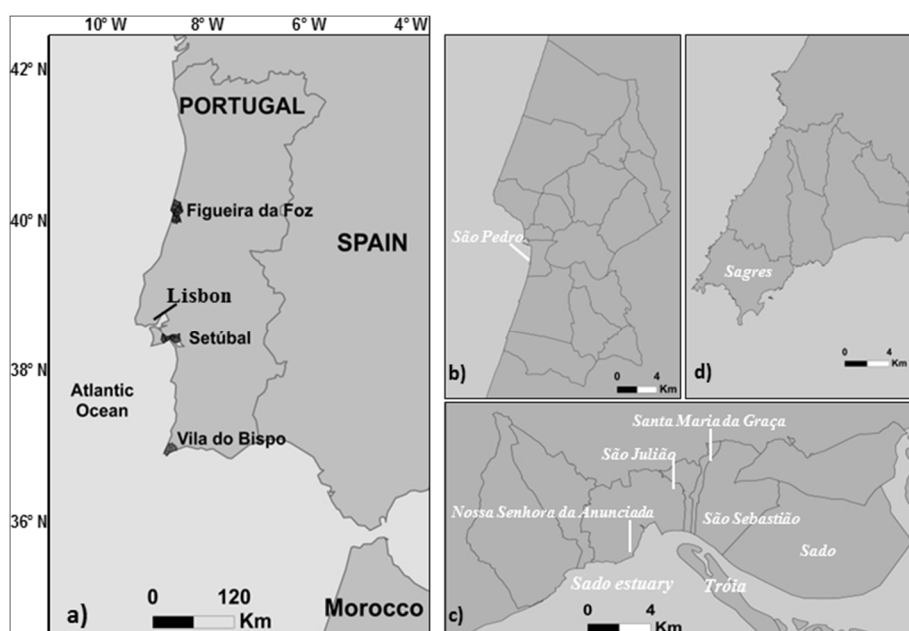 10° W 8° W 6° W 4° W
42° N
PORTUGAL
Figueira da Foz
40° N
SPAIN
Lisbon
Setúbal
38° N
Atlantic
Ocean
Vila do Bispo
36° N
0 120
Km
a)
Morocco
São Pedro
0 4
Km
b)
Sagres
0 4
Km
d)
Santa Maria da Graça
São Julião
Nossa Senhora da Anunciada
São Sebastião
Sado
Sado estuary
Tróia
0 4
Km
c)